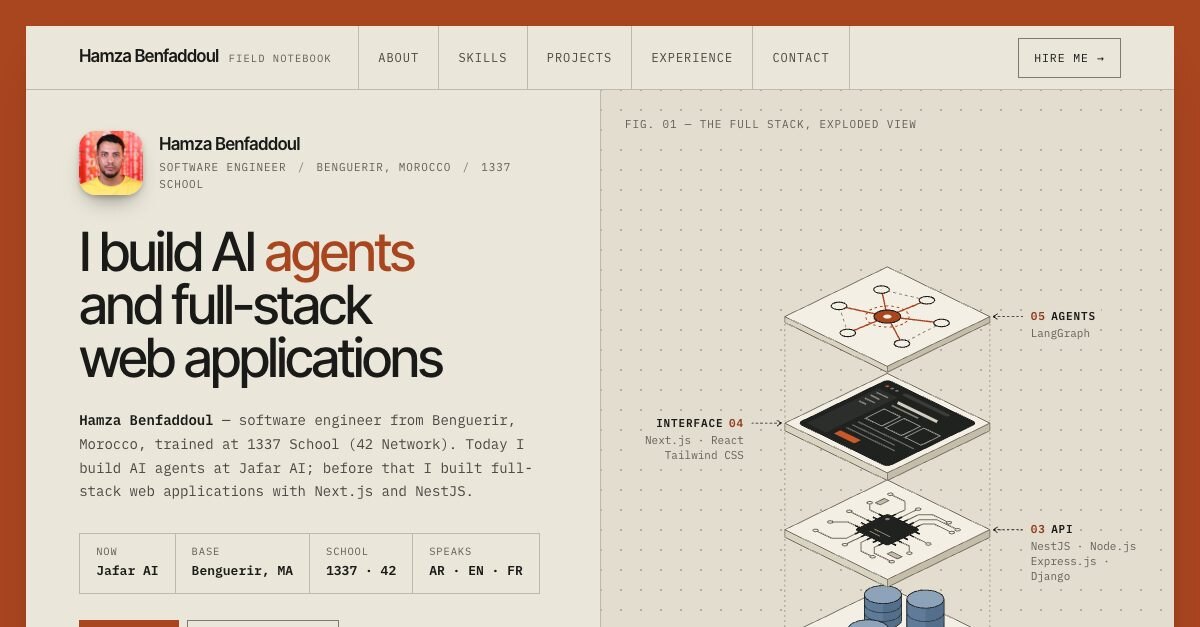 Hamza Benfaddoul FIELD NOTEBOOK ABOUT SKILLS PROJECTS EXPERIENCE CONTACT HIRE ME →
Hamza Benfaddoul
SOFTWARE ENGINEER / BENGUERIR, MOROCCO / 1337
SCHOOL
I build AI agents
and full-stack
web applications
Hamza Benfaddoul — software engineer from Benguerir,
Morocco, trained at 1337 School (42 Network). Today I
build AI agents at Jafar AI; before that I built full-
stack web applications with Next.js and NestJS.
NOW BASE SCHOOL SPEAKS
Jafar AI Benguerir, MA 1337 · 42 AR · EN · FR
FIG. 01 — THE FULL STACK, EXPLODED VIEW
05 AGENTS
LangGraph
INTERFACE 04
Next.js · React
Tailwind CSS
03 API
NestJS · Node.js
Express.js ·
Django